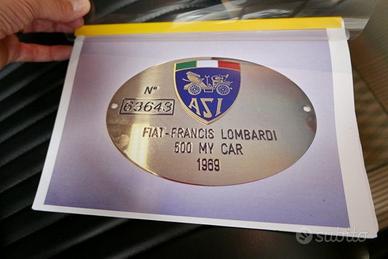 N°
63643
ASI
FIAT-FRANCIS LOMBARDI
500 MY CAR
1969
subito